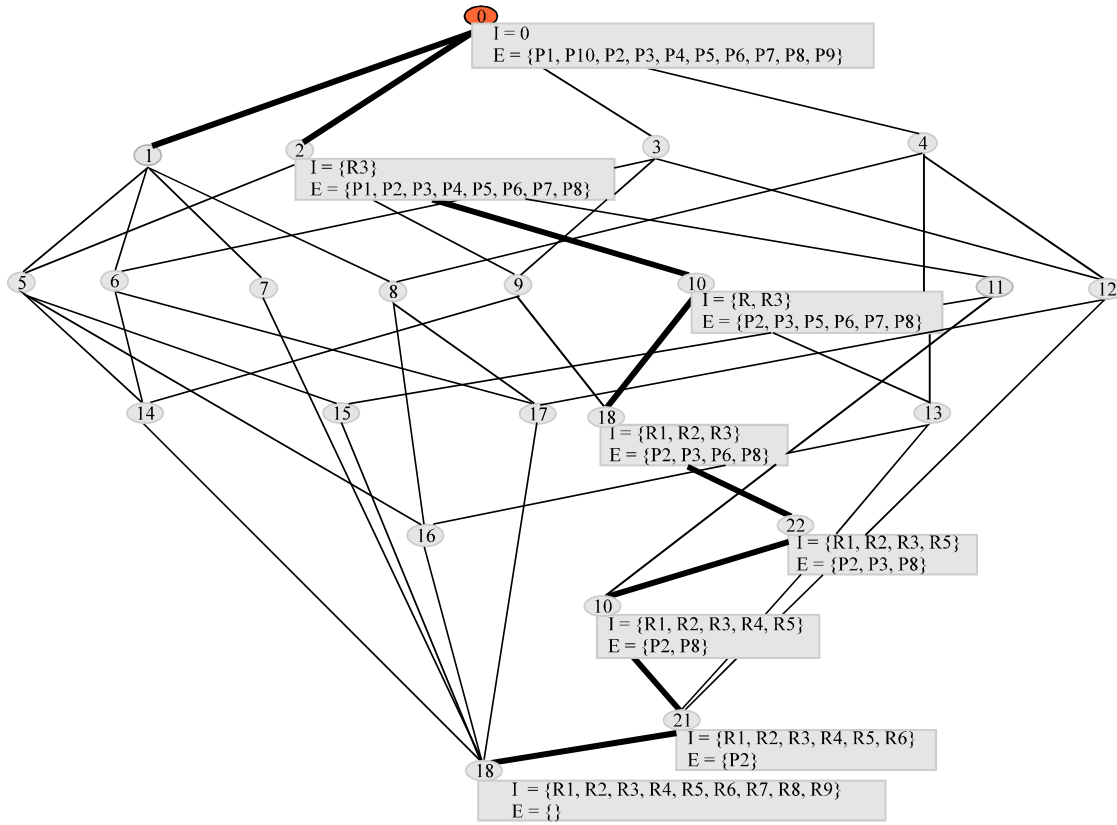 0
I = 0
E = {P1, P10, P2, P3, P4, P5, P6, P7, P8, P9}
1
2
3
4
I = {R3}
E = {P1, P2, P3, P4, P5, P6, P7, P8}
5
6
7
8
9
10
11
12
I = {R, R3}
E = {P2, P3, P5, P6, P7, P8}
14
15
17
18
13
I = {R1, R2, R3}
E = {P2, P3, P6, P8}
16
22
I = {R1, R2, R3, R5}
E = {P2, P3, P8}
10
I = {R1, R2, R3, R4, R5}
E = {P2, P8}
21
I = {R1, R2, R3, R4, R5, R6}
E = {P2}
18
I = {R1, R2, R3, R4, R5, R6, R7, R8, R9}
E = {}